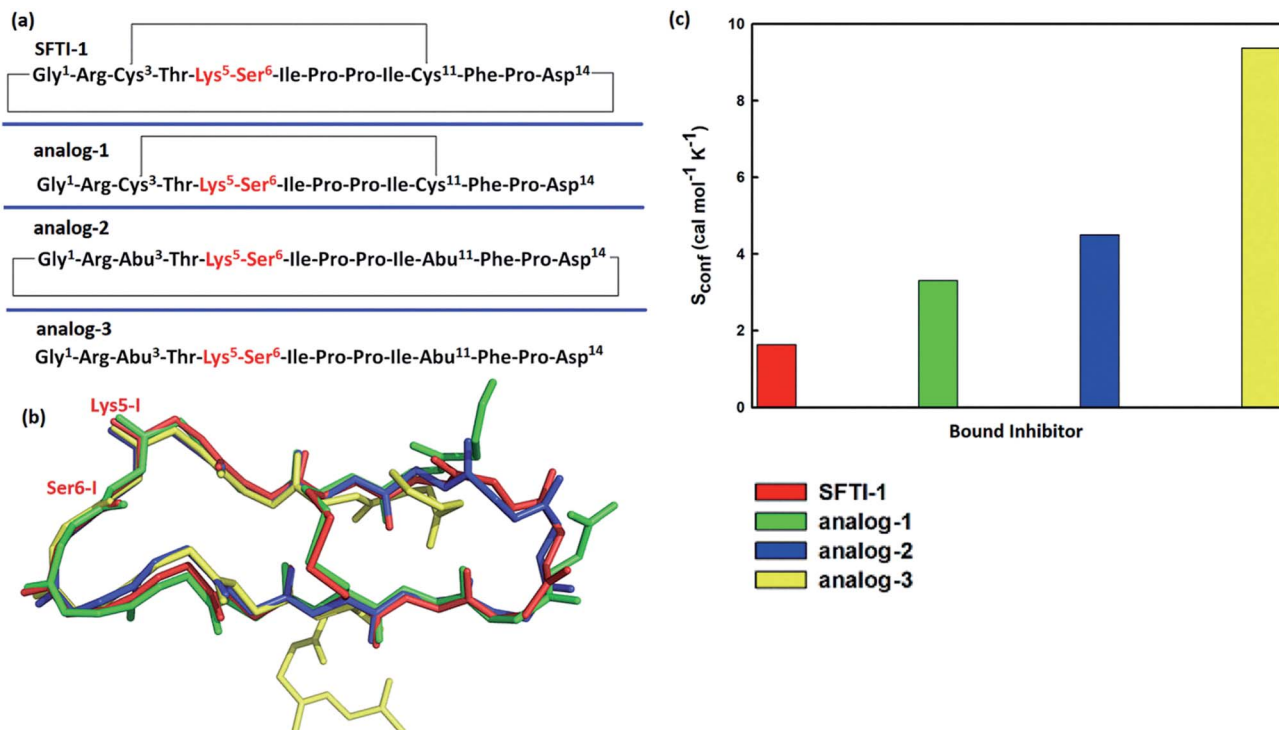 (a)
SFTI-1
Gly¹-Arg-Cys³-Thr-Lys⁵-Ser⁶-Ile-Pro-Pro-Ile-Cys¹¹-Phe-Pro-Asp¹⁴
analog-1
Gly¹-Arg-Cys³-Thr-Lys⁵-Ser⁶-Ile-Pro-Pro-Ile-Cys¹¹-Phe-Pro-Asp¹⁴
analog-2
Gly¹-Arg-Abu³-Thr-Lys⁵-Ser⁶-Ile-Pro-Pro-Ile-Abu¹¹-Phe-Pro-Asp¹⁴
analog-3
Gly¹-Arg-Abu³-Thr-Lys⁵-Ser⁶-Ile-Pro-Pro-Ile-Abu¹¹-Phe-Pro-Asp¹⁴
(b)
Lys5-I
Ser6-I
(c)
10
8
6
4
2
0
Sconf (cal mol⁻¹ K⁻¹)
Bound Inhibitor
SFTI-1
analog-1
analog-2
analog-3